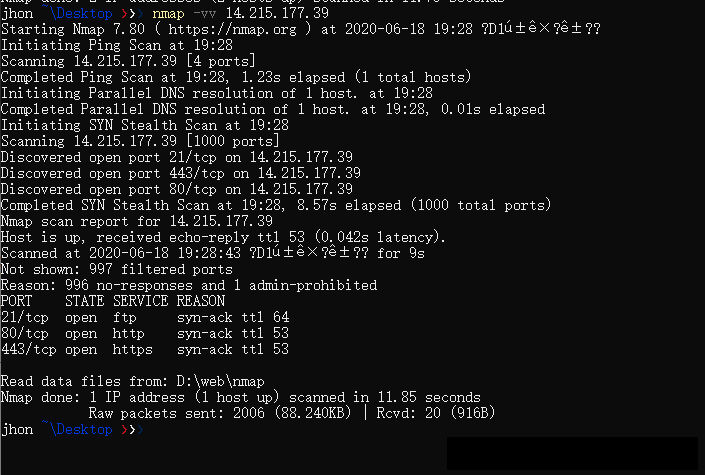 jhon ~\Desktop ❯❯❯ nmap -vv 14.215.177.39
Starting Nmap 7.80 ( https://nmap.org ) at 2020-06-18 19:28 ?D1ú±ê×?ê±??
Initiating Ping Scan at 19:28
Scanning 14.215.177.39 [4 ports]
Completed Ping Scan at 19:28, 1.23s elapsed (1 total hosts)
Initiating Parallel DNS resolution of 1 host. at 19:28
Completed Parallel DNS resolution of 1 host. at 19:28, 0.01s elapsed
Initiating SYN Stealth Scan at 19:28
Scanning 14.215.177.39 [1000 ports]
Discovered open port 21/tcp on 14.215.177.39
Discovered open port 443/tcp on 14.215.177.39
Discovered open port 80/tcp on 14.215.177.39
Completed SYN Stealth Scan at 19:28, 8.57s elapsed (1000 total ports)
Nmap scan report for 14.215.177.39
Host is up, received echo-reply ttl 53 (0.042s latency).
Scanned at 2020-06-18 19:28:43 ?D1ú±ê×?ê±?? for 9s
Not shown: 997 filtered ports
Reason: 996 no-responses and 1 admin-prohibited
PORT    STATE SERVICE REASON
21/tcp  open  ftp     syn-ack ttl 64
80/tcp  open  http    syn-ack ttl 53
443/tcp open  https   syn-ack ttl 53
Read data files from: D:\web\nmap
Nmap done: 1 IP address (1 host up) scanned in 11.85 seconds
Raw packets sent: 2006 (88.240KB) | Rcvd: 20 (916B)
jhon ~\Desktop ❯❯❯